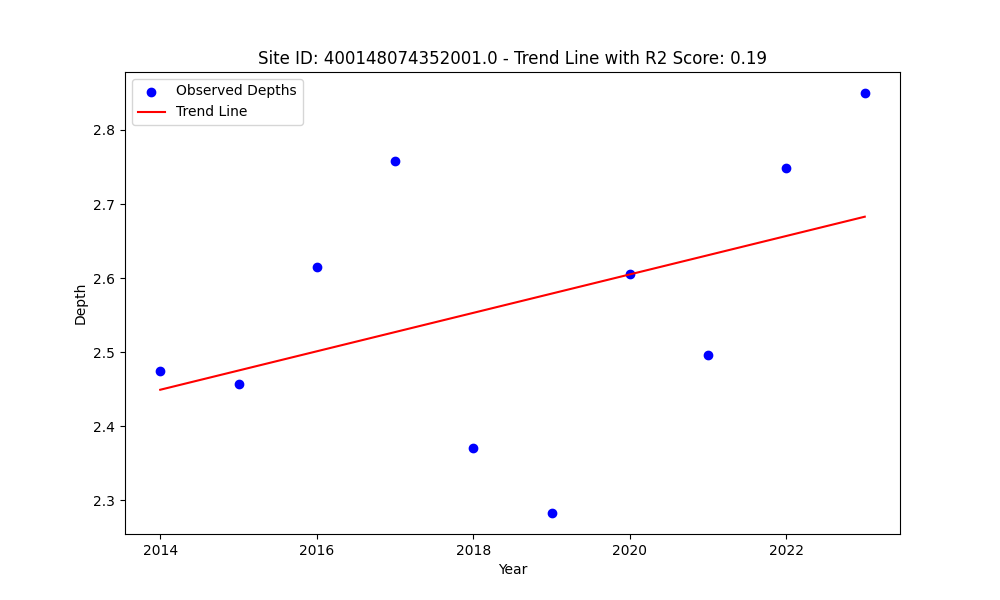 Site ID: 400148074352001.0 - Trend Line with R2 Score: 0.19
Observed Depths
Trend Line
2.8
2.7
2.6
2.5
2.4
2.3
Depth
2014
2016
2018
2020
2022
Year